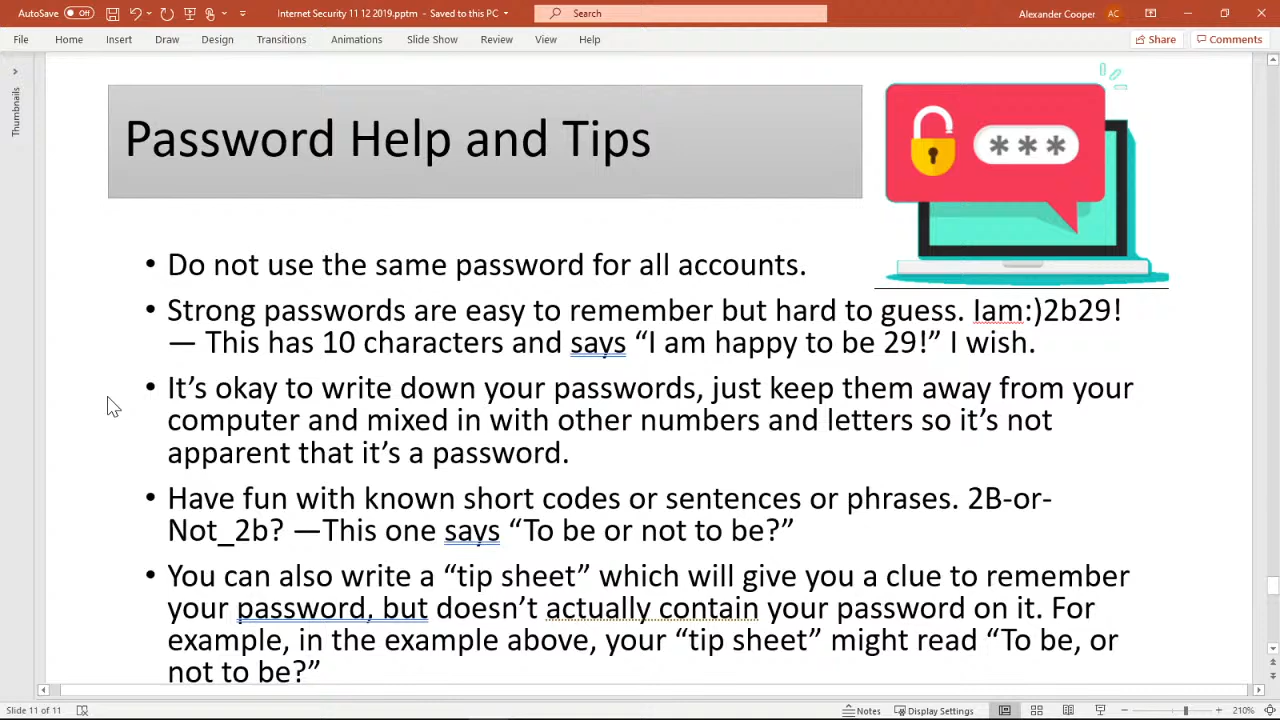 AutoSave Off Internet Security 11 12 2019.pptm - Saved to this PC Search Alexander Cooper AC
File Home Insert Draw Design Transitions Animations Slide Show Review View Help Share Comments
Thumbnails
Password Help and Tips
***
• Do not use the same password for all accounts.
• Strong passwords are easy to remember but hard to guess. Iam:)2b29!
— This has 10 characters and says “I am happy to be 29!” I wish.
• It’s okay to write down your passwords, just keep them away from your
computer and mixed in with other numbers and letters so it’s not
apparent that it’s a password.
• Have fun with known short codes or sentences or phrases. 2B-or-
Not_2b? —This one says “To be or not to be?”
• You can also write a “tip sheet” which will give you a clue to remember
your password, but doesn’t actually contain your password on it. For
example, in the example above, your “tip sheet” might read “To be, or
not to be?”
Slide 11 of 11 Notes Display Settings 210%